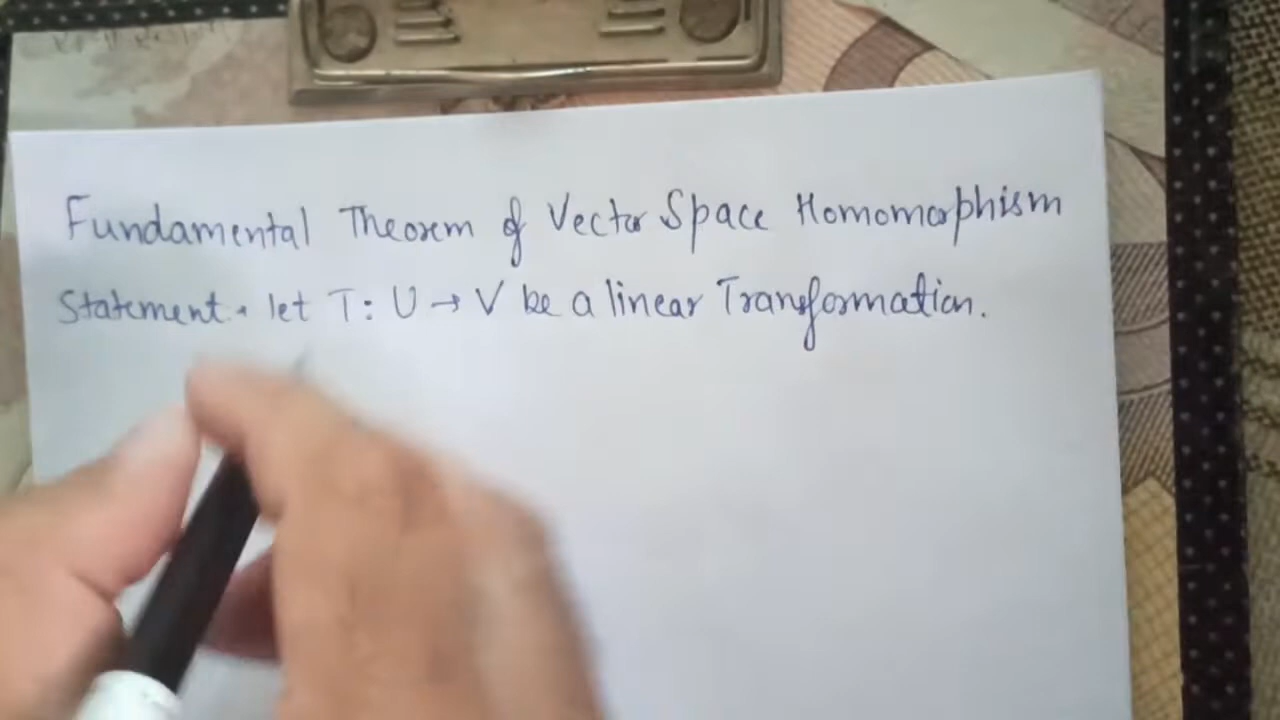 Fundamental Theorem of Vector Space Homomorphism
Statement. let T: U → V be a linear Transformation.